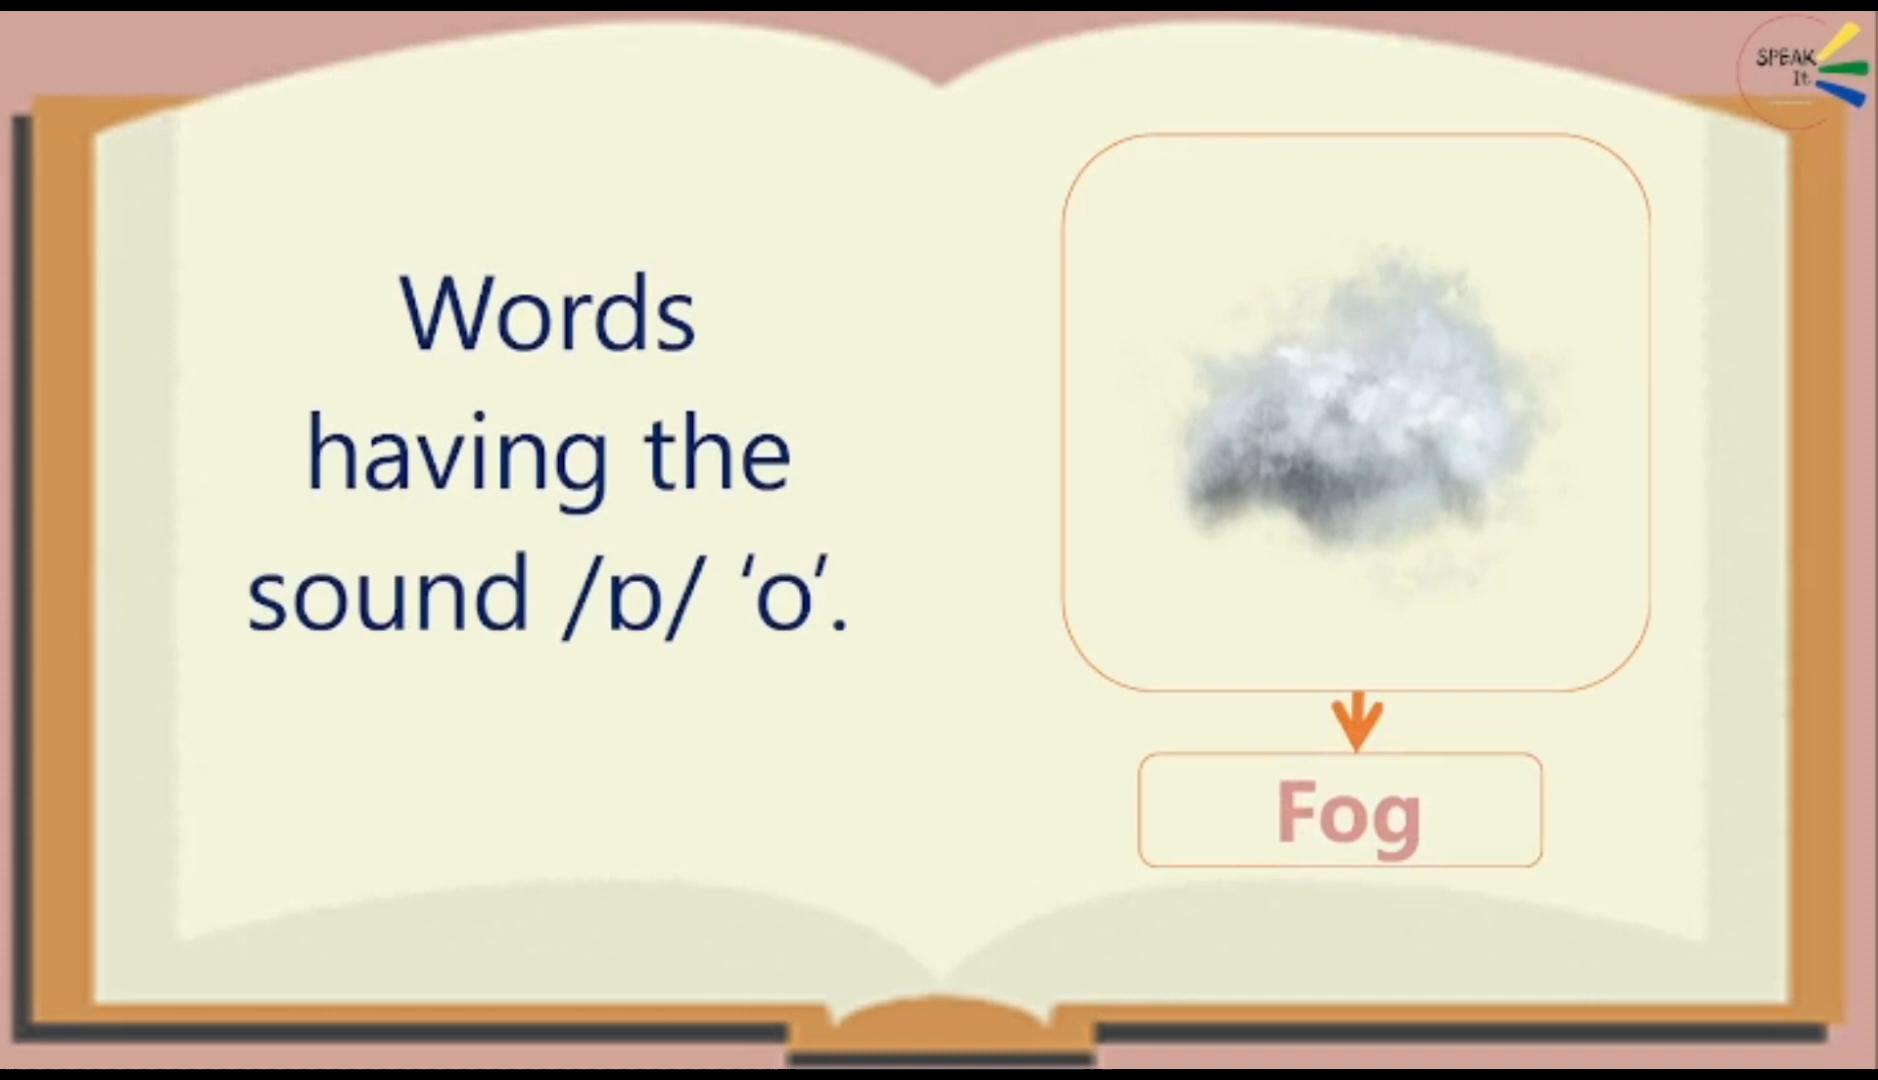 SPEAK
It
Words
having the
sound /ɒ/ ‘o’.
Fog